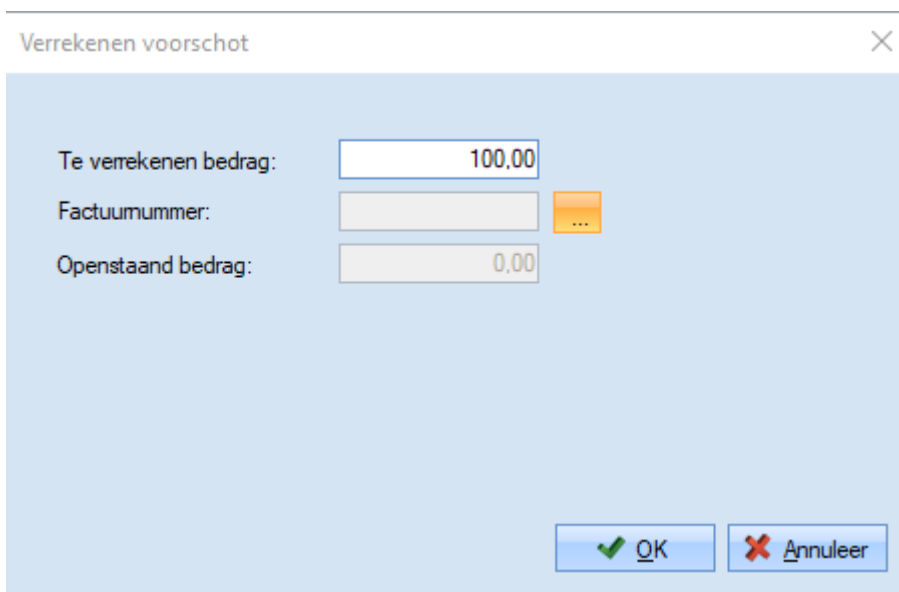 Verrekenen voorschot
Te verrekenen bedrag: 100,00
Factuurnummer: ...
Openstaand bedrag: 0,00
OK Annuleer